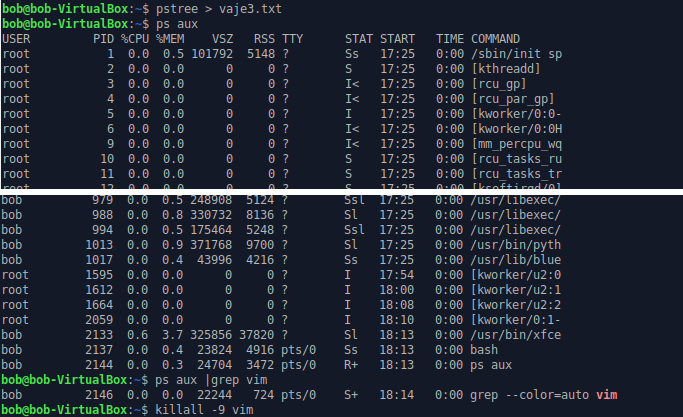 bob@bob-VirtualBox:~$ pstree > vaje3.txt
bob@bob-VirtualBox:~$ ps aux
USER         PID %CPU %MEM    VSZ   RSS TTY      STAT START   TIME COMMAND
root           1  0.0  0.5 101792  5148 ?        Ss   17:25   0:00 /sbin/init sp
root           2  0.0  0.0      0     0 ?        S    17:25   0:00 [kthreadd]
root           3  0.0  0.0      0     0 ?        I<   17:25   0:00 [rcu_gp]
root           4  0.0  0.0      0     0 ?        I<   17:25   0:00 [rcu_par_gp]
root           5  0.0  0.0      0     0 ?        I    17:25   0:00 [kworker/0:0-
root           6  0.0  0.0      0     0 ?        I<   17:25   0:00 [kworker/0:0H
root           9  0.0  0.0      0     0 ?        I<   17:25   0:00 [mm_percpu_wq
root          10  0.0  0.0      0     0 ?        S    17:25   0:00 [rcu_tasks_ru
root          11  0.0  0.0      0     0 ?        S    17:25   0:00 [rcu_tasks_tr
root          12  0.0  0.0      0     0 ?        S    17:25   0:00 [ksoftirqd/0]
bob          979  0.0  0.5 248908  5124 ?        Ssl  17:25   0:00 /usr/libexec/
bob          988  0.0  0.8 330732  8136 ?        Sl   17:25   0:00 /usr/libexec/
bob          994  0.0  0.5 175464  5248 ?        Ssl  17:25   0:00 /usr/libexec/
bob         1013  0.0  0.9 371768  9700 ?        Sl   17:25   0:00 /usr/bin/pyth
bob         1017  0.0  0.4  43996  4216 ?        Ss   17:25   0:00 /usr/lib/blue
root        1595  0.0  0.0      0     0 ?        I    17:54   0:00 [kworker/u2:0
root        1612  0.0  0.0      0     0 ?        I    18:00   0:00 [kworker/u2:1
root        1664  0.0  0.0      0     0 ?        I    18:08   0:00 [kworker/u2:2
root        2059  0.0  0.0      0     0 ?        I    18:10   0:00 [kworker/0:1-
bob         2133  0.6  3.7 325856 37820 ?        Sl   18:13   0:00 /usr/bin/xfce
bob         2137  0.0  0.4  23824  4916 pts/0    Ss   18:13   0:00 bash
bob         2144  0.0  0.3  24704  3472 pts/0    R+   18:13   0:00 ps aux
bob@bob-VirtualBox:~$ ps aux |grep vim
bob         2146  0.0  0.0  22244   724 pts/0    S+   18:14   0:00 grep --color=auto vim
bob@bob-VirtualBox:~$ killall -9 vim